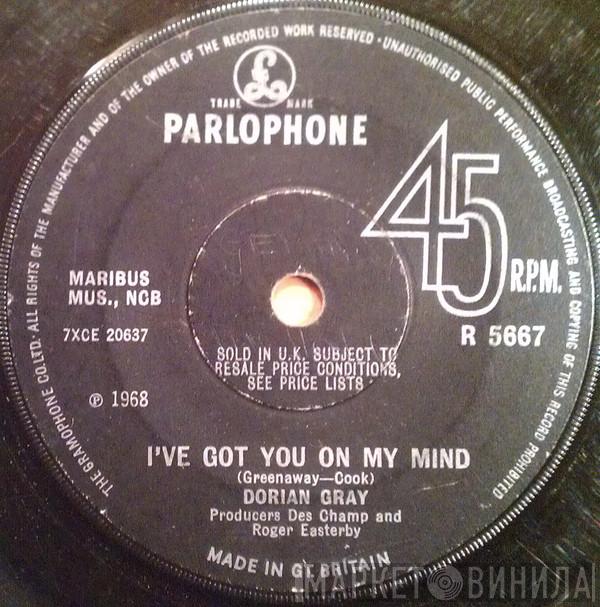 THE GRAMOPHONE CO. LTD. ALL RIGHTS OF THE MANUFACTURER AND OF THE OWNER OF THE RECORDED WORK RESERVED · UNAUTHORISED PUBLIC PERFORMANCE BROADCASTING AND COPYING OF THIS RECORD PROHIBITED
£
TRADE MARK
PARLOPHONE
45 R.P.M.
MARIBUS
MUS., NCB
7XCE 20637
R 5667
SOLD IN U.K. SUBJECT TO
RESALE PRICE CONDITIONS,
SEE PRICE LISTS
℗ 1968
I'VE GOT YOU ON MY MIND
(Greenaway—Cook)
DORIAN GRAY
Producers Des Champ and
Roger Easterby
MADE IN GT. BRITAIN
МАРКЕТ ВИНИЛА